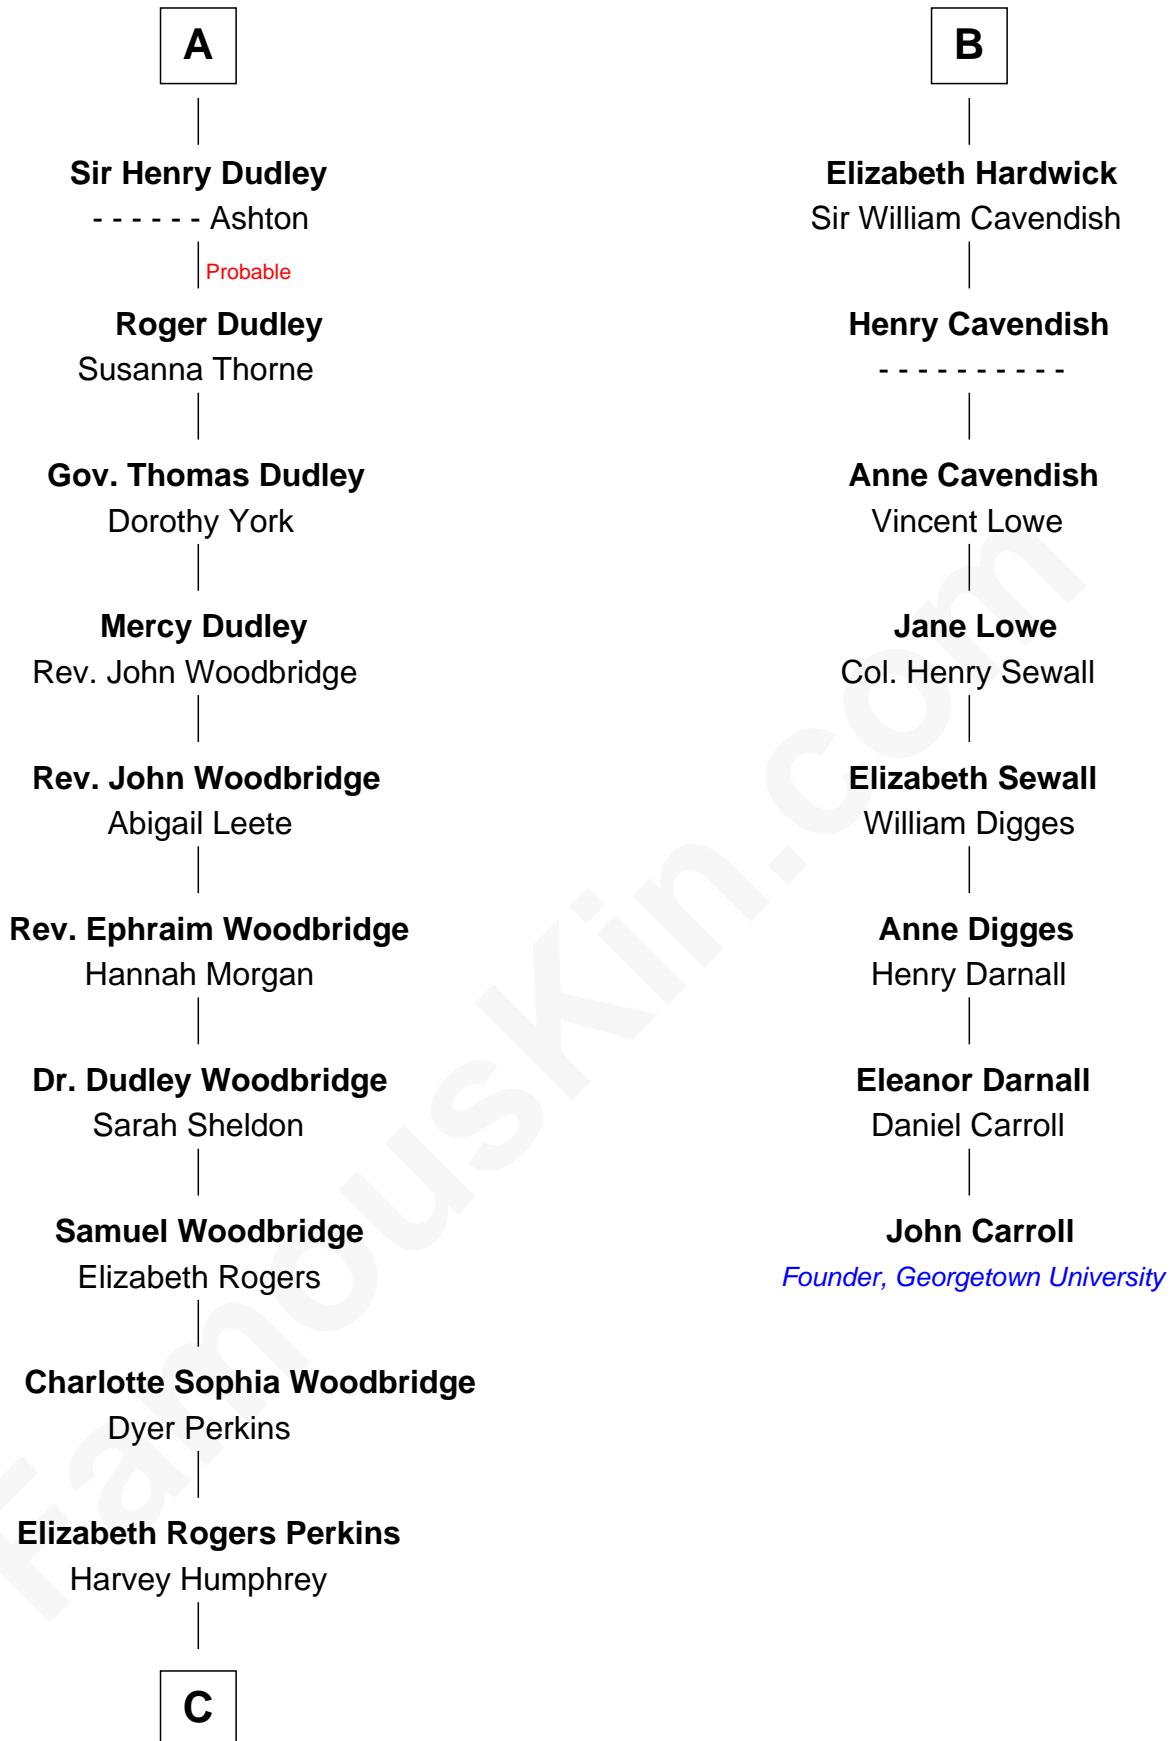 A
Sir Henry Dudley
- - - - - - Ashton
Probable
Roger Dudley
Susanna Thorne
Gov. Thomas Dudley
Dorothy York
Mercy Dudley
Rev. John Woodbridge
Rev. John Woodbridge
Abigail Leete
Rev. Ephraim Woodbridge
Hannah Morgan
Dr. Dudley Woodbridge
Sarah Sheldon
Samuel Woodbridge
Elizabeth Rogers
Charlotte Sophia Woodbridge
Dyer Perkins
Elizabeth Rogers Perkins
Harvey Humphrey
C
B
Elizabeth Hardwick
Sir William Cavendish
Henry Cavendish
- - - - - - - - - -
Anne Cavendish
Vincent Lowe
Jane Lowe
Col. Henry Sewall
Elizabeth Sewall
William Digges
Anne Digges
Henry Darnall
Eleanor Darnall
Daniel Carroll
John Carroll
Founder, Georgetown University
FamousKin.com